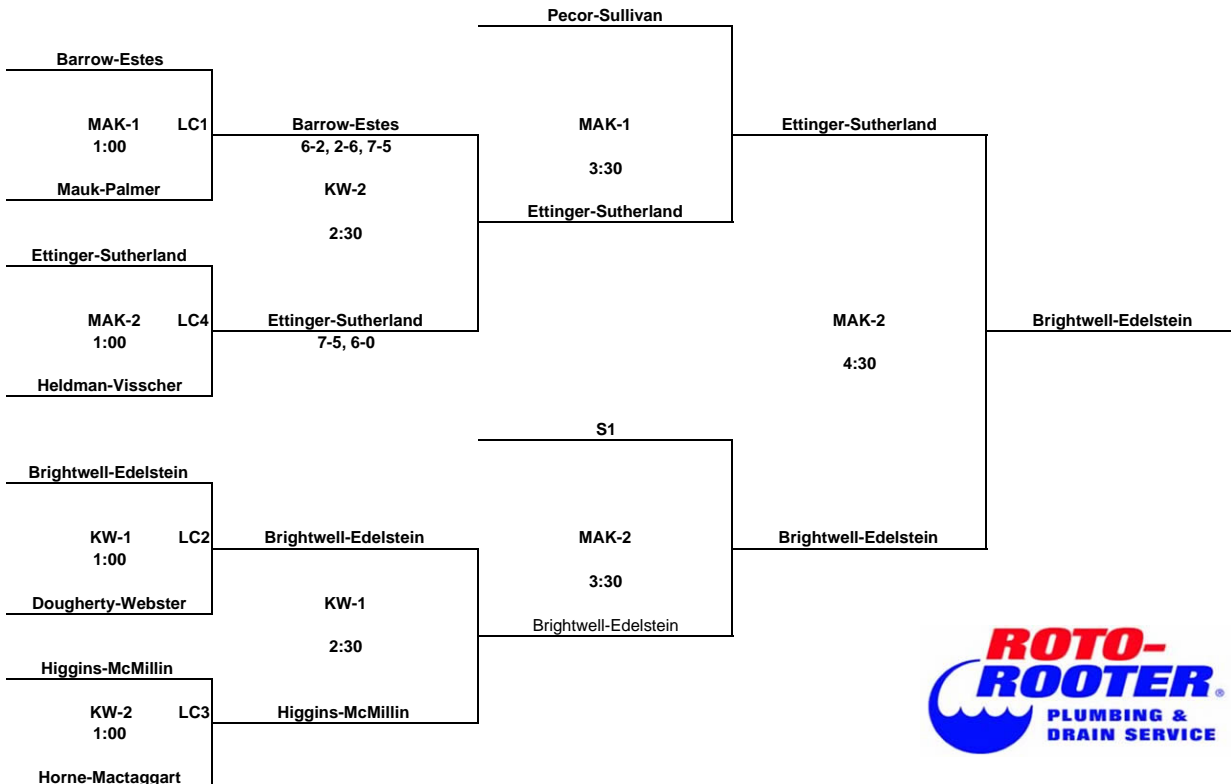 Pecor-Sullivan
Barrow-Estes
MAK-1 LC1 Barrow-Estes MAK-1 Ettinger-Sutherland
1:00 6-2, 2-6, 7-5
3:30
Mauk-Palmer KW-2
Ettinger-Sutherland
2:30
Ettinger-Sutherland
MAK-2 LC4 Ettinger-Sutherland MAK-2 Brightwell-Edelstein
1:00 7-5, 6-0
4:30
Heldman-Visscher
S1
Brightwell-Edelstein
KW-1 LC2 Brightwell-Edelstein MAK-2 Brightwell-Edelstein
1:00
3:30
Dougherty-Webster KW-1
Brightwell-Edelstein
2:30
Higgins-McMillin
KW-2 LC3 Higgins-McMillin
1:00
Horne-Mactaggart
ROTO-
ROOTER®
PLUMBING &
DRAIN SERVICE